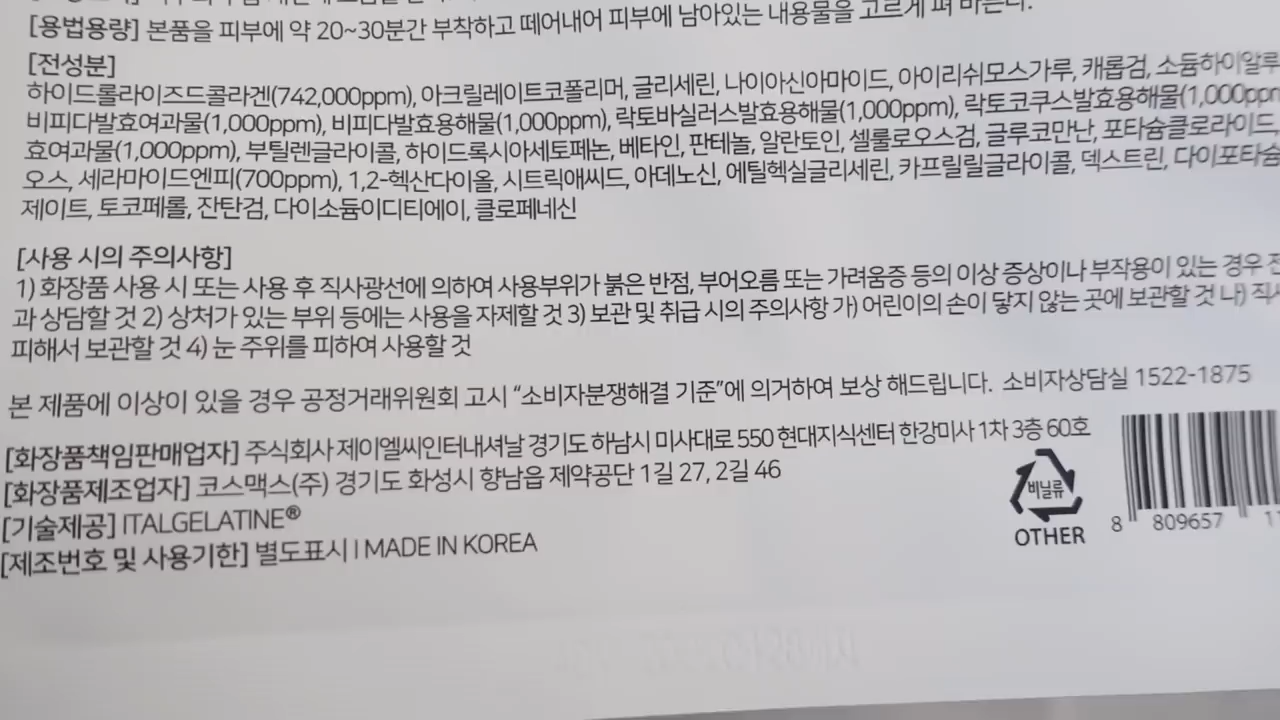 [용법용량] 본품을 피부에 약 20~30분간 부착하고 떼어내어 피부에 남아있는 내용물을 고르게 펴 바른다.
[전성분]
하이드롤라이즈드콜라겐(742,000ppm), 아크릴레이트코폴리머, 글리세린, 나이아신아마이드, 아이리쉬모스가루, 캐롭검, 소듐하이알루
비피다발효여과물(1,000ppm), 비피다발효용해물(1,000ppm), 락토바실러스발효용해물(1,000ppm), 락토코쿠스발효용해물(1,000ppm
효여과물(1,000ppm), 부틸렌글라이콜, 하이드록시아세토페논, 베타인, 판테놀, 알란토인, 셀룰로오스검, 글루코만난, 포타슘클로라이드,
오스, 세라마이드엔피(700ppm), 1,2-헥산다이올, 시트릭애씨드, 아데노신, 에틸헥실글리세린, 카프릴릴글라이콜, 덱스트린, 다이포타슘
제이트, 토코페롤, 잔탄검, 다이소듐이디티에이, 클로페네신
[사용 시의 주의사항]
1) 화장품 사용 시 또는 사용 후 직사광선에 의하여 사용부위가 붉은 반점, 부어오름 또는 가려움증 등의 이상 증상이나 부작용이 있는 경우 전
과 상담할 것 2) 상처가 있는 부위 등에는 사용을 자제할 것 3) 보관 및 취급 시의 주의사항 가) 어린이의 손이 닿지 않는 곳에 보관할 것 나) 직사
피해서 보관할 것 4) 눈 주위를 피하여 사용할 것
본 제품에 이상이 있을 경우 공정거래위원회 고시 “소비자분쟁해결 기준”에 의거하여 보상 해드립니다. 소비자상담실 1522-1875
[화장품책임판매업자] 주식회사 제이엘씨인터내셔날 경기도 하남시 미사대로 550 현대지식센터 한강미사 1차 3층 60호
[화장품제조업자] 코스맥스(주) 경기도 화성시 향남읍 제약공단 1길 27, 2길 46
[기술제공] ITALGELATINE®
[제조번호 및 사용기한] 별도표시 I MADE IN KOREA
비닐류
OTHER
8 809657 1